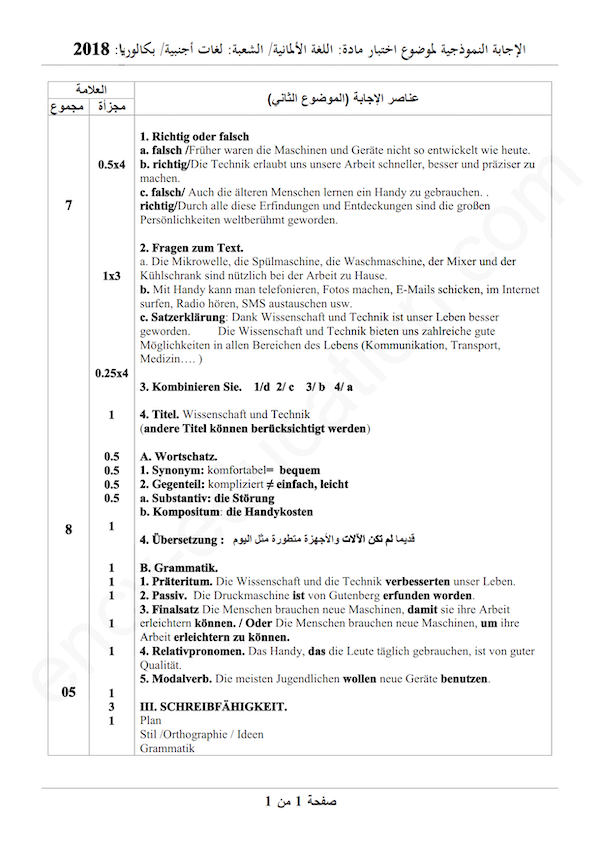 الإجابة النموذجية لموضوع اختبار مادة: اللغة الألمانية/ الشعبة: لغات أجنبية/ بكالوريا: 2018
العلامة
عناصر الإجابة (الموضوع الثاني)
مجموع مجزأة
1. Richtig oder falsch
a. falsch /Früher waren die Maschinen und Geräte nicht so entwickelt wie heute.
0.5x4 b. richtig/Die Technik erlaubt uns unsere Arbeit schneller, besser und präziser zu
machen.
c. falsch/ Auch die älteren Menschen lernen ein Handy zu gebrauchen. .
7 richtig/Durch alle diese Erfindungen und Entdeckungen sind die großen
Persönlichkeiten weltberühmt geworden.
2. Fragen zum Text.
a. Die Mikrowelle, die Spülmaschine, die Waschmaschine, der Mixer und der
1x3 Kühlschrank sind nützlich bei der Arbeit zu Hause.
b. Mit Handy kann man telefonieren, Fotos machen, E-Mails schicken, im Internet
surfen, Radio hören, SMS austauschen usw.
c. Satzerklärung: Dank Wissenschaft und Technik ist unser Leben besser
geworden. Die Wissenschaft und Technik bieten uns zahlreiche gute
Möglichkeiten in allen Bereichen des Lebens (Kommunikation, Transport,
Medizin…. )
0.25x4
3. Kombinieren Sie. 1/d 2/ c 3/ b 4/ a
1 4. Titel. Wissenschaft und Technik
(andere Titel können berücksichtigt werden)
0.5 A. Wortschatz.
0.5 1. Synonym: komfortabel= bequem
0.5 2. Gegenteil: kompliziert ≠ einfach, leicht
0.5 a. Substantiv: die Störung
b. Kompositum: die Handykosten
8 1
4. Übersetzung : قديما لم تكن الآلات والأجهزة متطورة مثل اليوم
1 B. Grammatik.
1 1. Präteritum. Die Wissenschaft und die Technik verbesserten unser Leben.
1 2. Passiv. Die Druckmaschine ist von Gutenberg erfunden worden.
1 3. Finalsatz Die Menschen brauchen neue Maschinen, damit sie ihre Arbeit
1 erleichtern können. / Oder Die Menschen brauchen neue Maschinen, um ihre
Arbeit erleichtern zu können.
1 4. Relativpronomen. Das Handy, das die Leute täglich gebrauchen, ist von guter
Qualität.
5. Modalverb. Die meisten Jugendlichen wollen neue Geräte benutzen.
05 1
3 III. SCHREIBFÄHIGKEIT.
1 Plan
Stil /Orthographie / Ideen
Grammatik
صفحة 1 من 1
ency-education.com